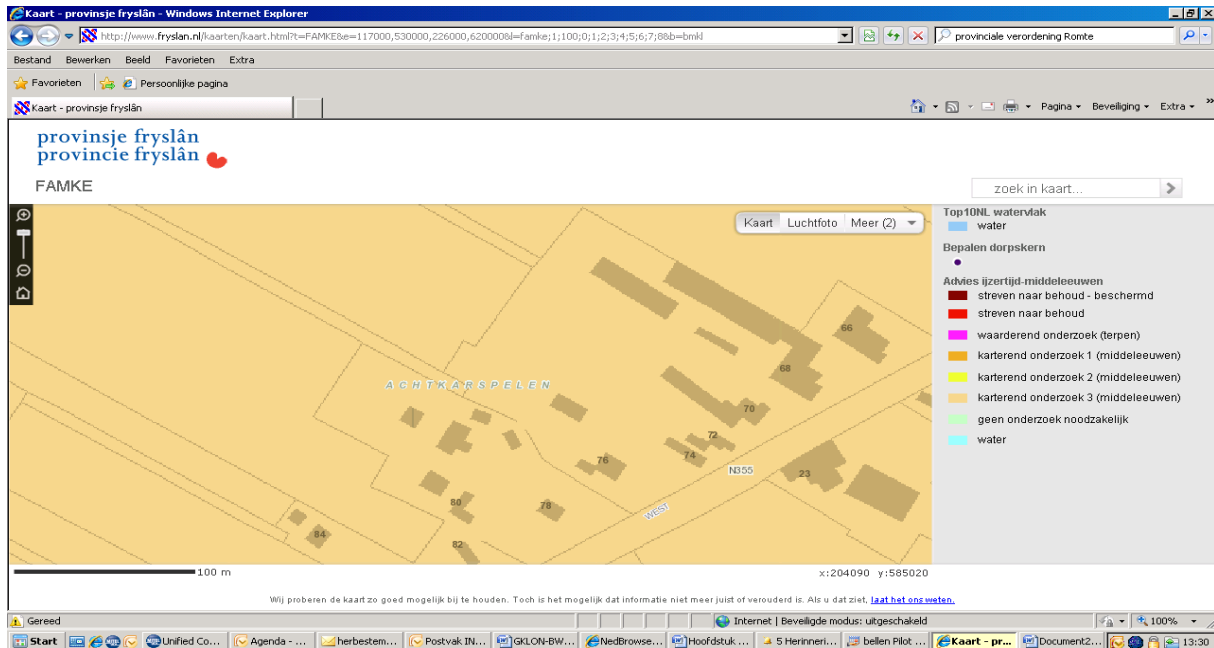 Kaart - provinsje fryslân - Windows Internet Explorer
http://www.fryslan.nl/kaarten/kaart.html?t=FAMKE&e=117000,530000,226000,620000&l=famke;1;100;0;1;2;3;4;5;6;7;8&b=bmkl
provinciale verordening Romte
Bestand Bewerken Beeld Favorieten Extra
Favorieten Persoonlijke pagina
Kaart - provinsje fryslân
Pagina Beveiliging Extra
provinsje fryslân
provincie fryslân
FAMKE
zoek in kaart...
Kaart Luchtfoto Meer (2)
Top10NL watervlak
water
Bepalen dorpskern
Advies ijzertijd-middeleeuwen
streven naar behoud - beschermd
streven naar behoud
waarderend onderzoek (terpen)
karterend onderzoek 1 (middeleeuwen)
karterend onderzoek 2 (middeleeuwen)
karterend onderzoek 3 (middeleeuwen)
geen onderzoek noodzakelijk
water
66
68
ACHTKARSPELEN
70
72
74
76
N355
23
80
78
WEST
84
82
100 m
x:204090 y:585020
Wij proberen de kaart zo goed mogelijk bij te houden. Toch is het mogelijk dat informatie niet meer juist of verouderd is. Als u dat ziet, laat het ons weten.
Gereed
Internet | Beveiligde modus: uitgeschakeld
100%
Start Unified Co... Agenda - ... herbestem... Postvak IN... GKLON-BW... NedBrowse... Hoofdstuk ... 5 Herinneri... bellen Pilot ... Kaart - pr... Document2... 13:30